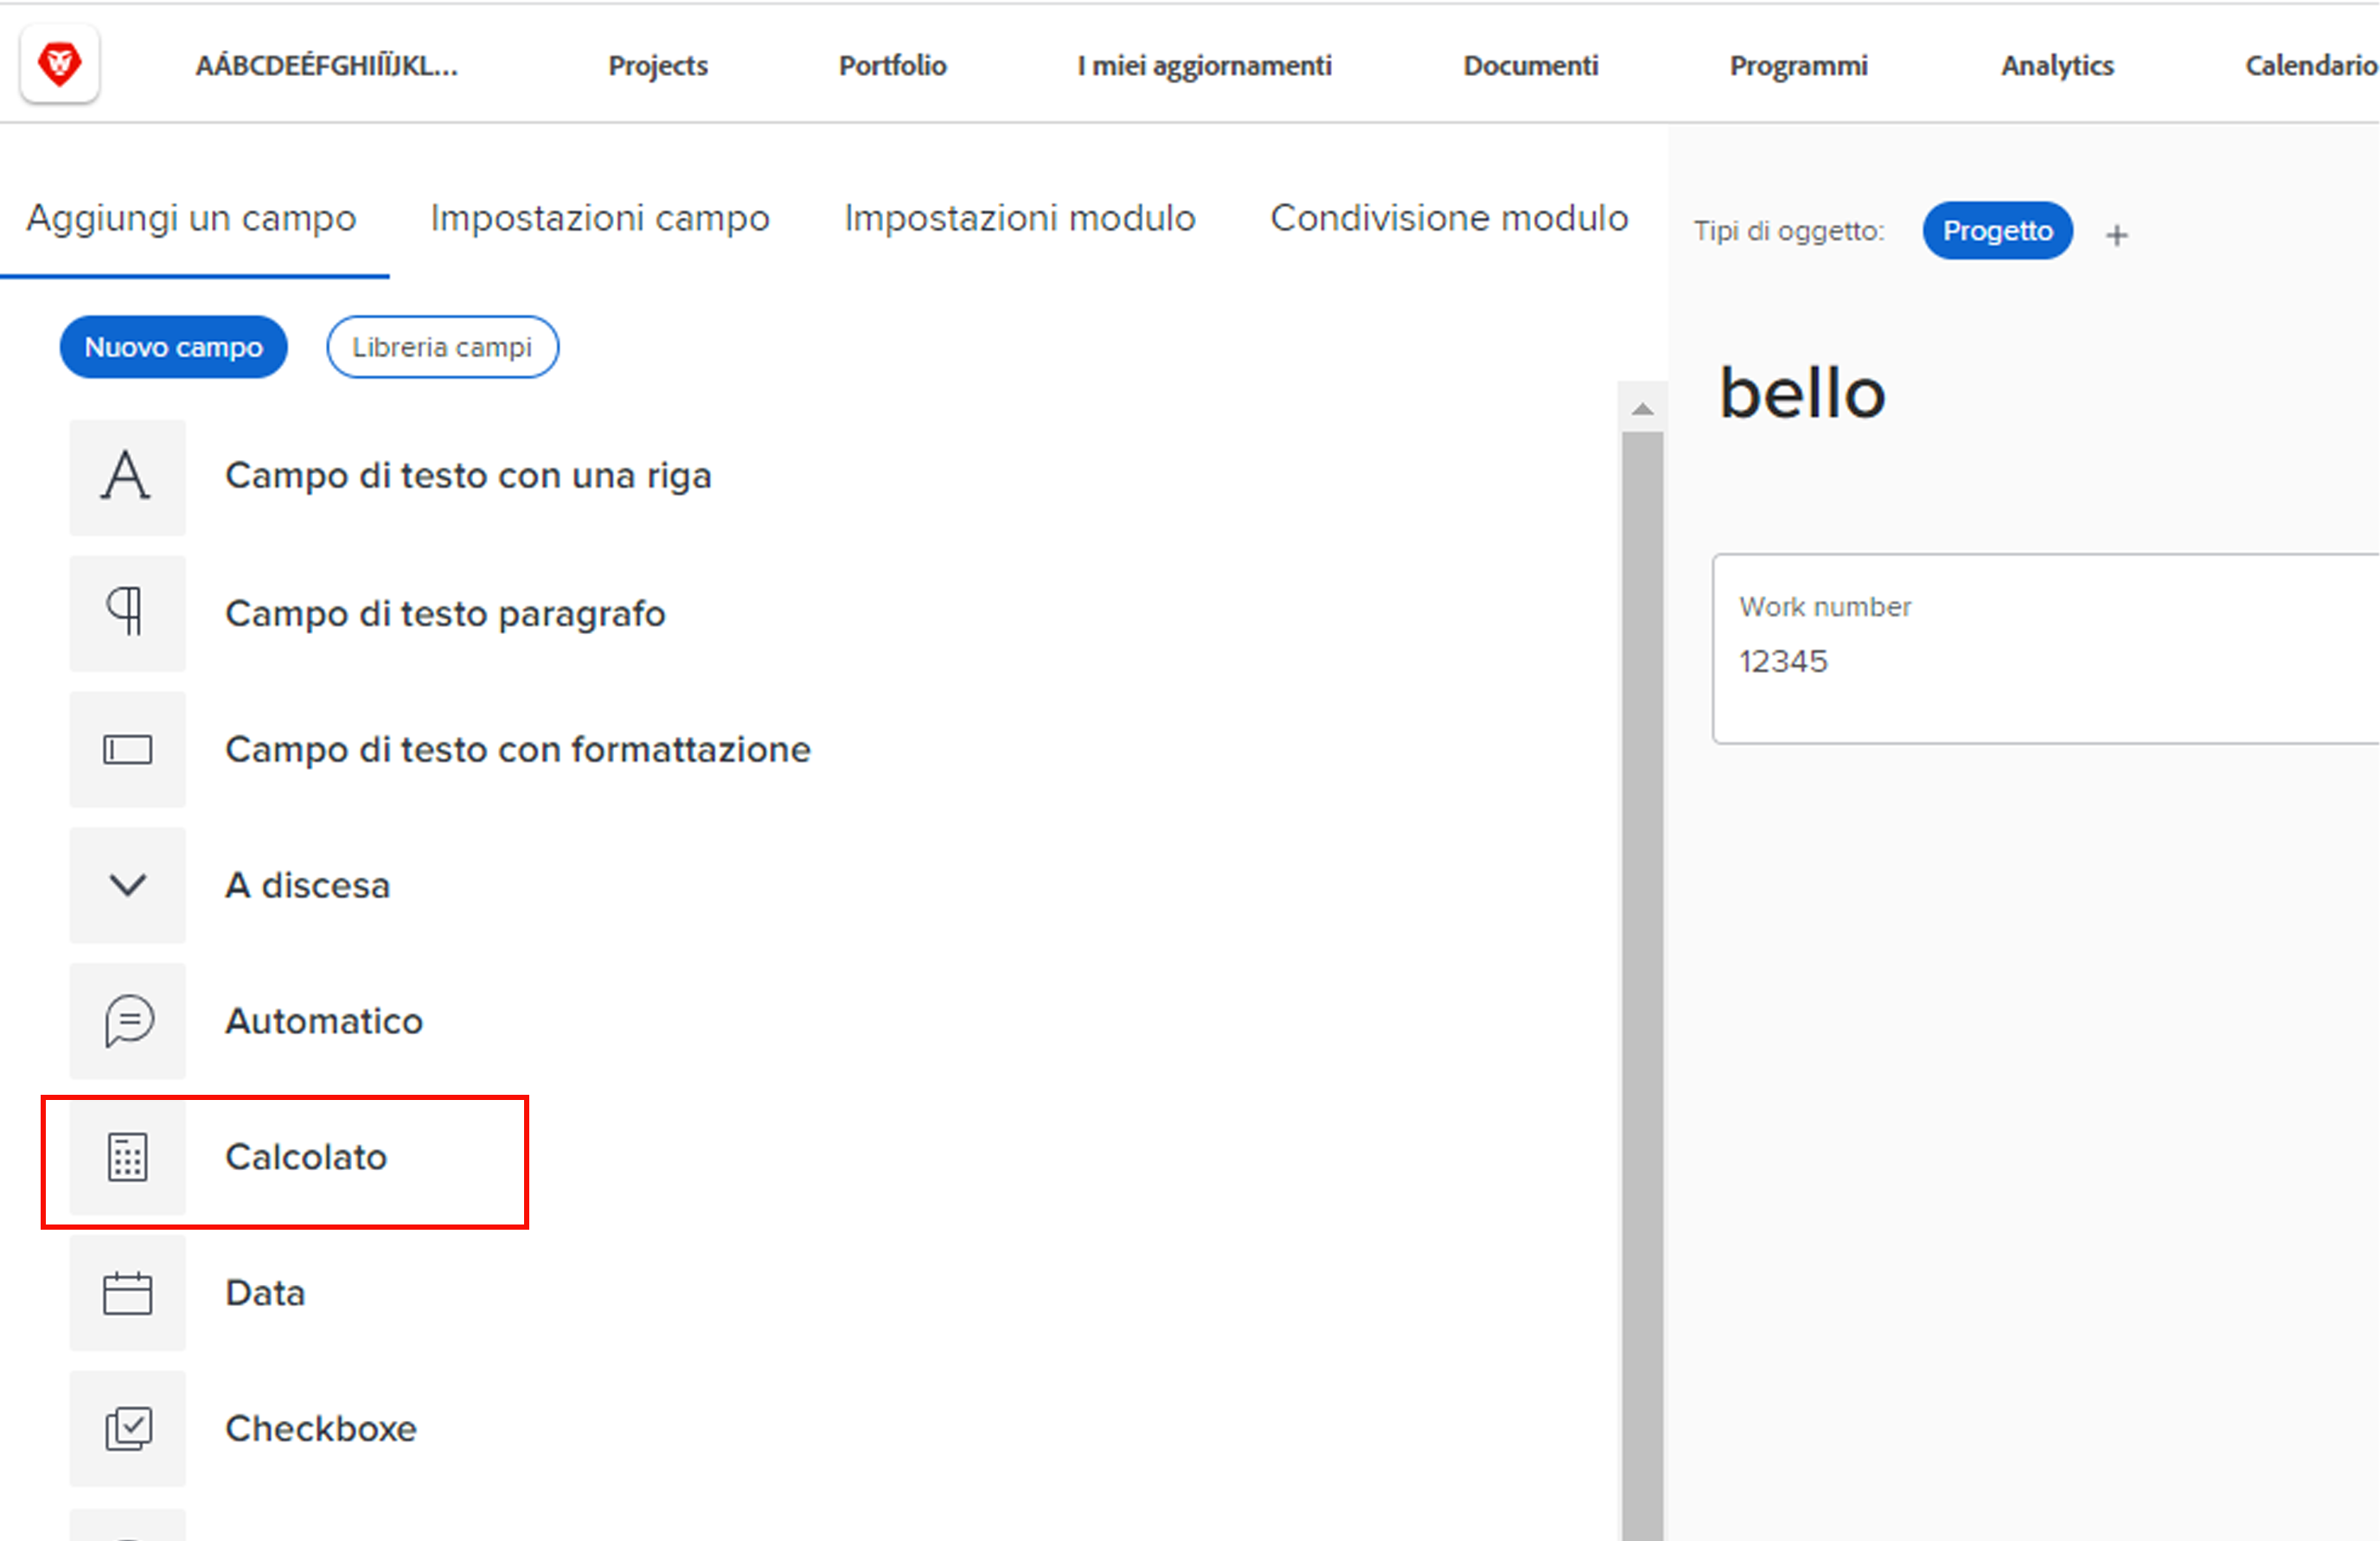 AÁBCDEÉFGHIÍÏJKL... Projects Portfolio I miei aggiornamenti Documenti Programmi Analytics Calendario
Aggiungi un campo Impostazioni campo Impostazioni modulo Condivisione modulo
Tipi di oggetto: Progetto +
Nuovo campo Libreria campi
bello
Campo di testo con una riga
Campo di testo paragrafo
Work number
12345
Campo di testo con formattazione
A discesa
Automatico
Calcolato
Data
Checkboxe